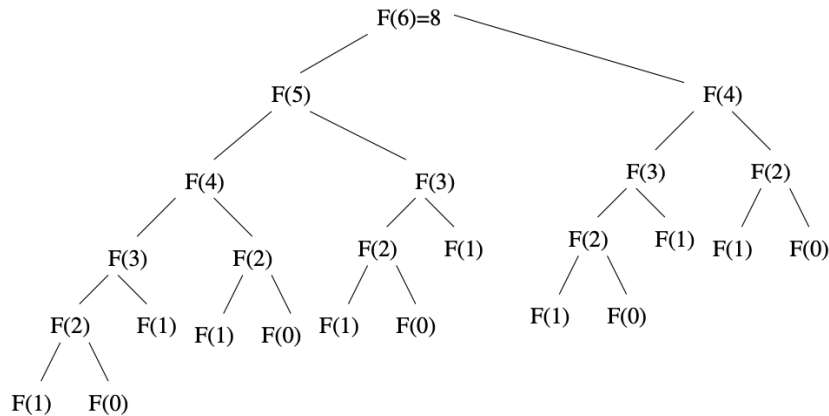 F(6)=8
F(5) F(4)
F(4) F(3) F(3) F(2)
F(3) F(2) F(2) F(1) F(2) F(1) F(1) F(0)
F(2) F(1) F(1) F(0) F(1) F(0) F(1) F(0)
F(1) F(0)